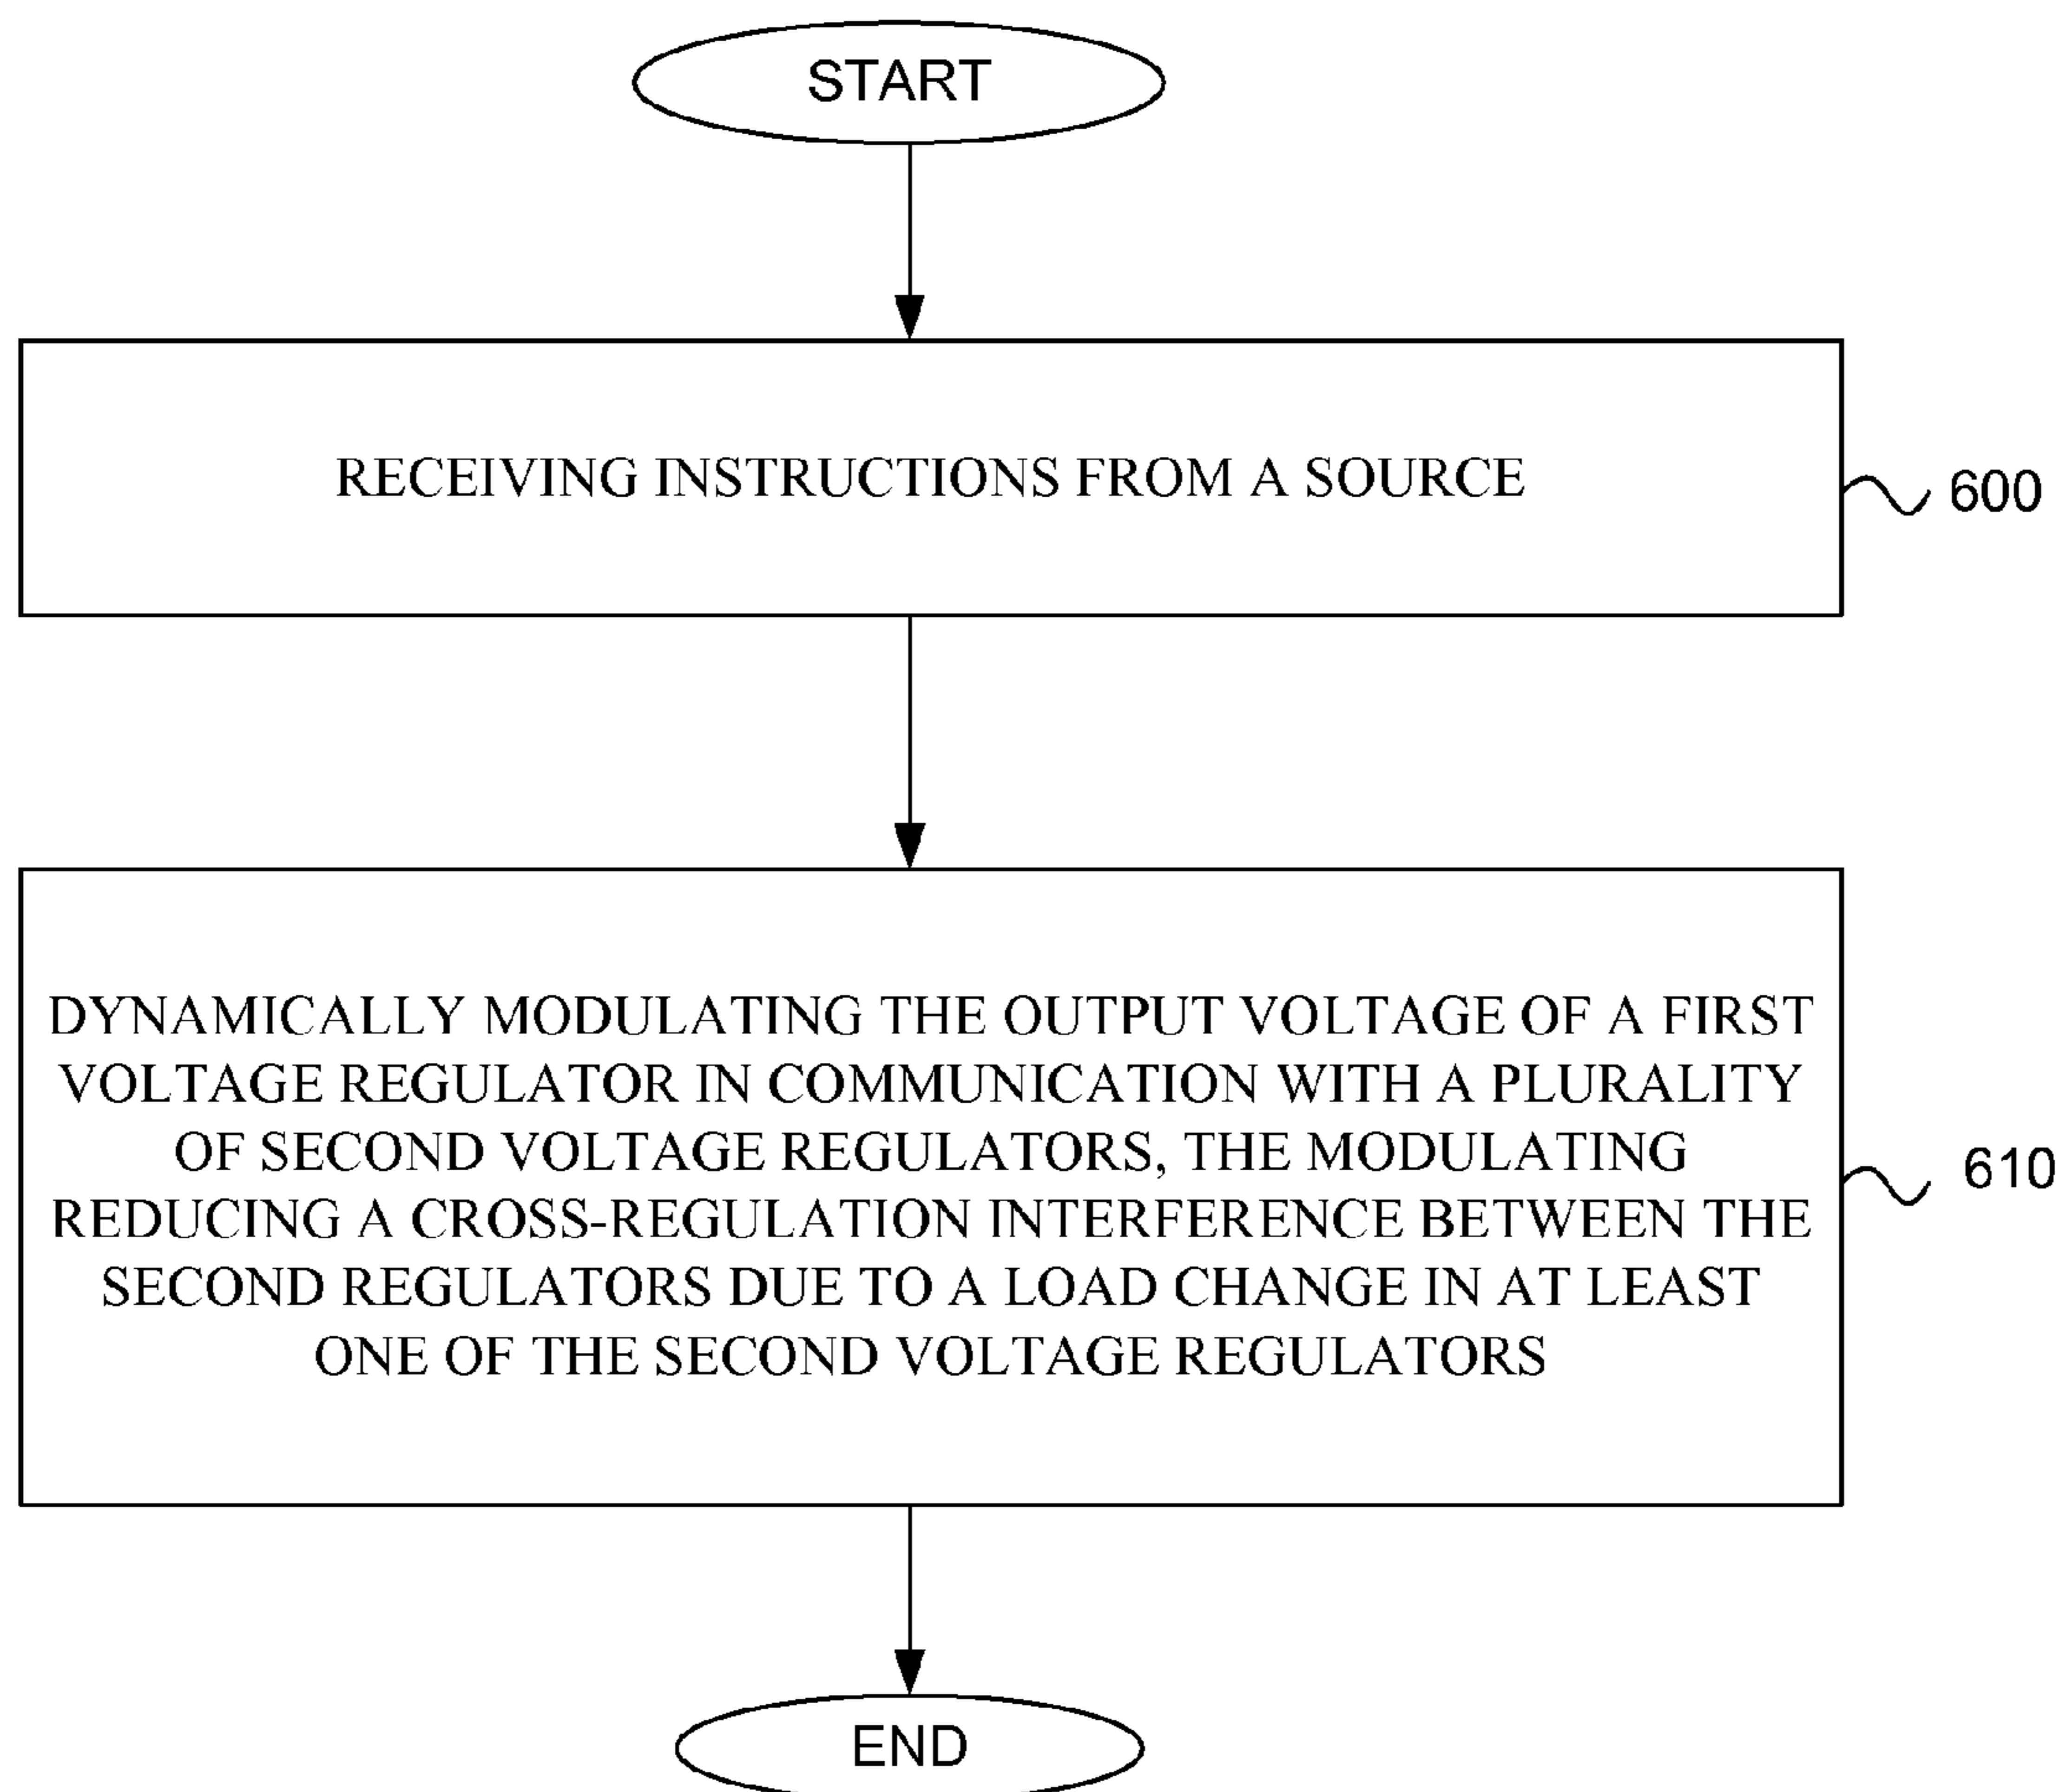 START
RECEIVING INSTRUCTIONS FROM A SOURCE
600
DYNAMICALLY MODULATING THE OUTPUT VOLTAGE OF A FIRST
VOLTAGE REGULATOR IN COMMUNICATION WITH A PLURALITY
OF SECOND VOLTAGE REGULATORS, THE MODULATING
REDUCING A CROSS-REGULATION INTERFERENCE BETWEEN THE
SECOND REGULATORS DUE TO A LOAD CHANGE IN AT LEAST
ONE OF THE SECOND VOLTAGE REGULATORS
610
END